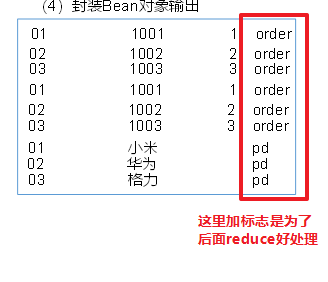 （4）封装Bean对象输出
01 1001 1 order
02 1002 2 order
03 1003 3 order
01 1001 1 order
02 1002 2 order
03 1003 3 order
01 小米 pd
02 华为 pd
03 格力 pd
这里加标志是为了
后面reduce好处理